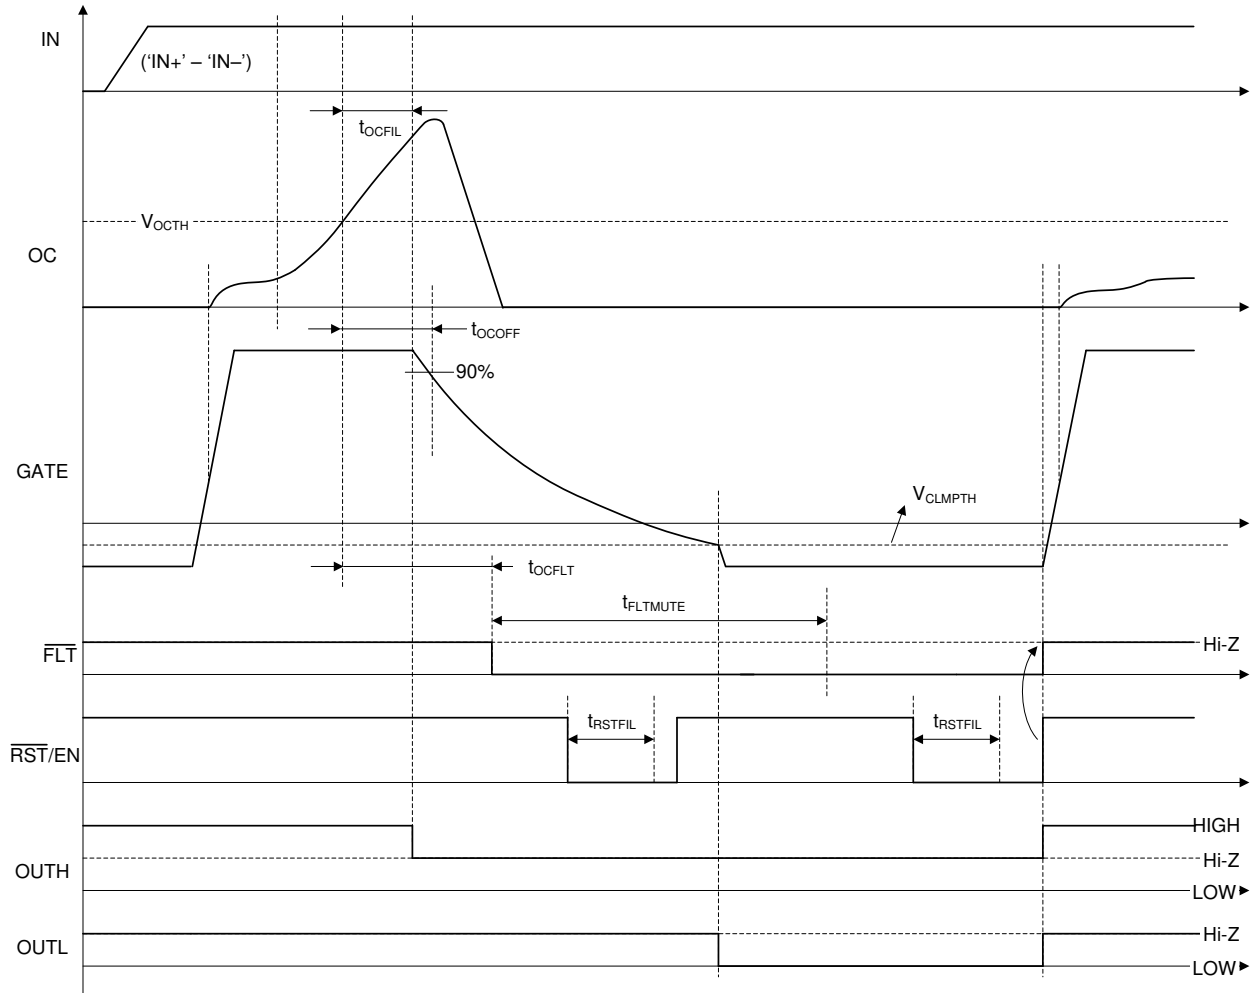 IN
('IN+' – 'IN–')
tOCFIL
VOCTH
OC
tOCOFF
90%
GATE
VCLMPTH
tOCFLT
tFLTMUTE
FLT
Hi-Z
tRSTFIL
tRSTFIL
RST/EN
HIGH
Hi-Z
OUTH
LOW
Hi-Z
OUTL
LOW